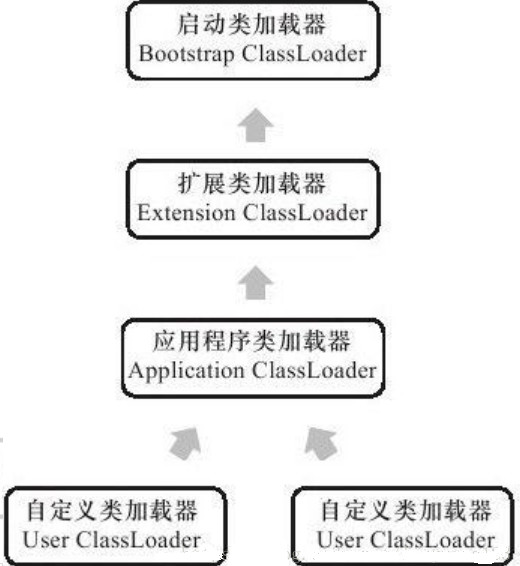 启动类加载器
Bootstrap ClassLoader
扩展类加载器
Extension ClassLoader
应用程序类加载器
Application ClassLoader
自定义类加载器
User ClassLoader
自定义类加载器
User ClassLoader